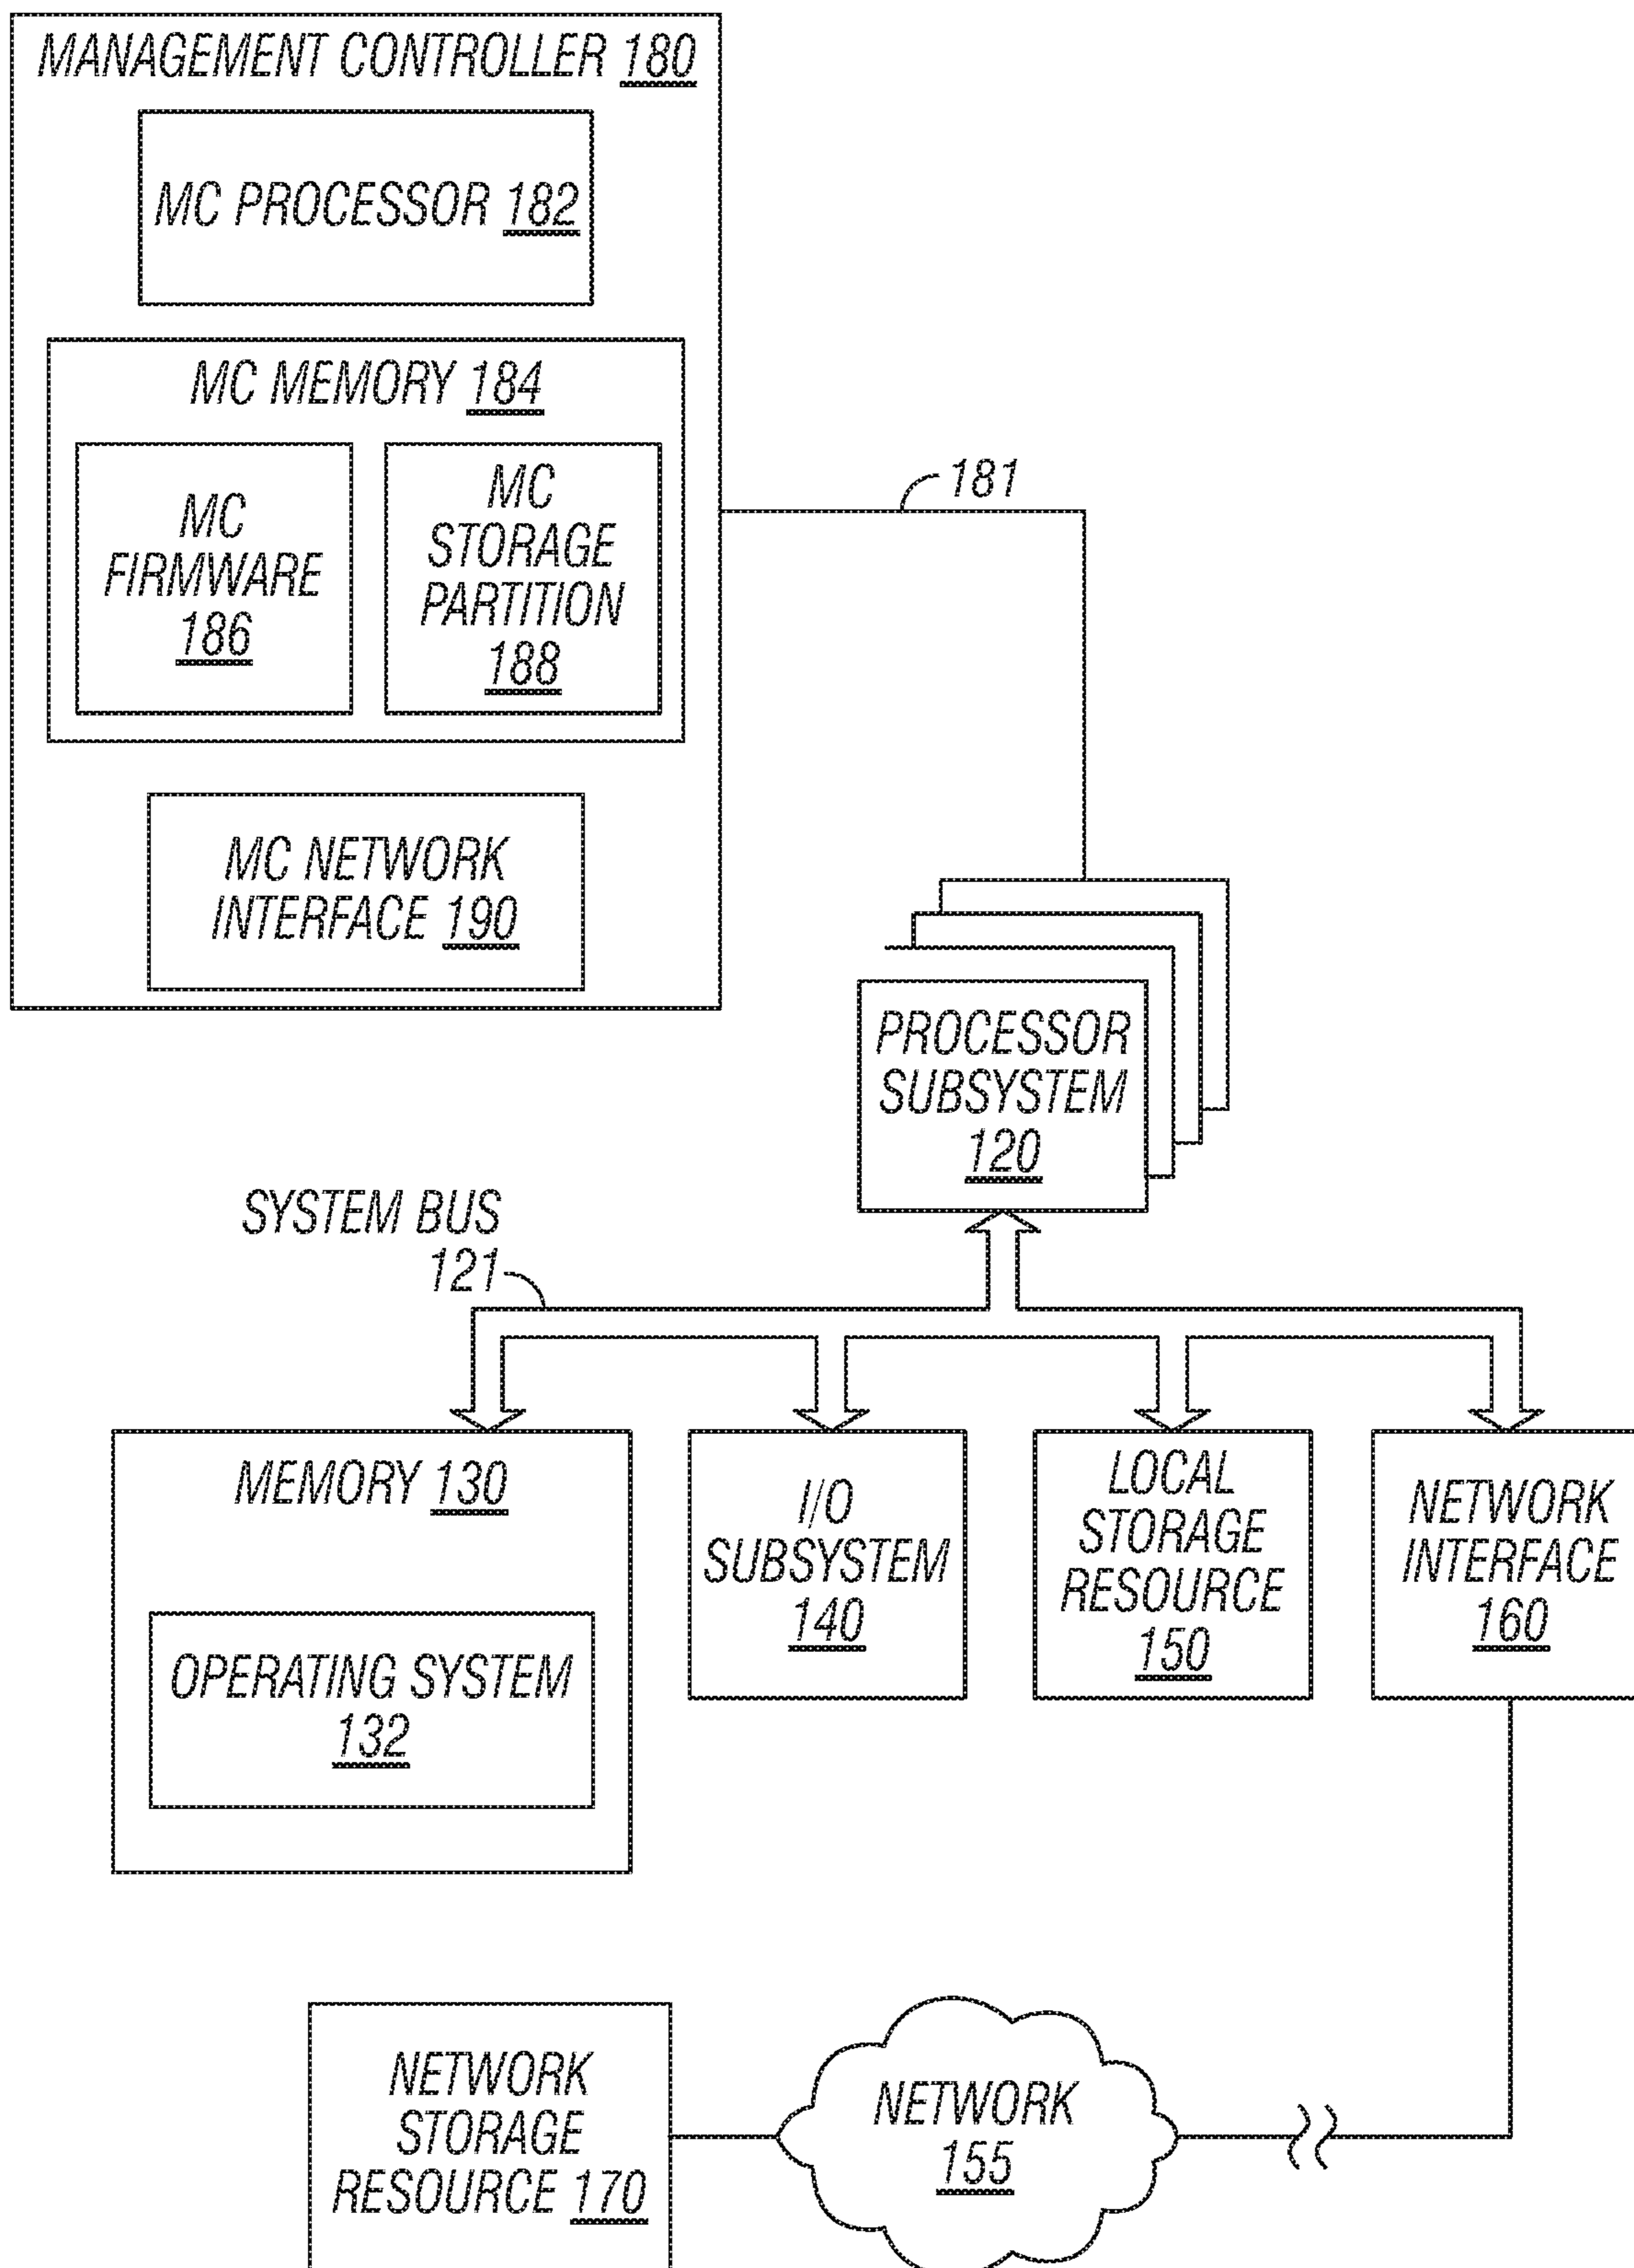 MANAGEMENT CONTROLLER 180
MC PROCESSOR 182
MC MEMORY 184
MC
FIRMWARE
186
MC
STORAGE
PARTITION
188
MC NETWORK
INTERFACE 190
181
PROCESSOR
SUBSYSTEM
120
SYSTEM BUS
121
MEMORY 130
OPERATING SYSTEM
132
I/O
SUBSYSTEM
140
LOCAL
STORAGE
RESOURCE
150
NETWORK
INTERFACE
160
NETWORK
STORAGE
RESOURCE 170
NETWORK
155